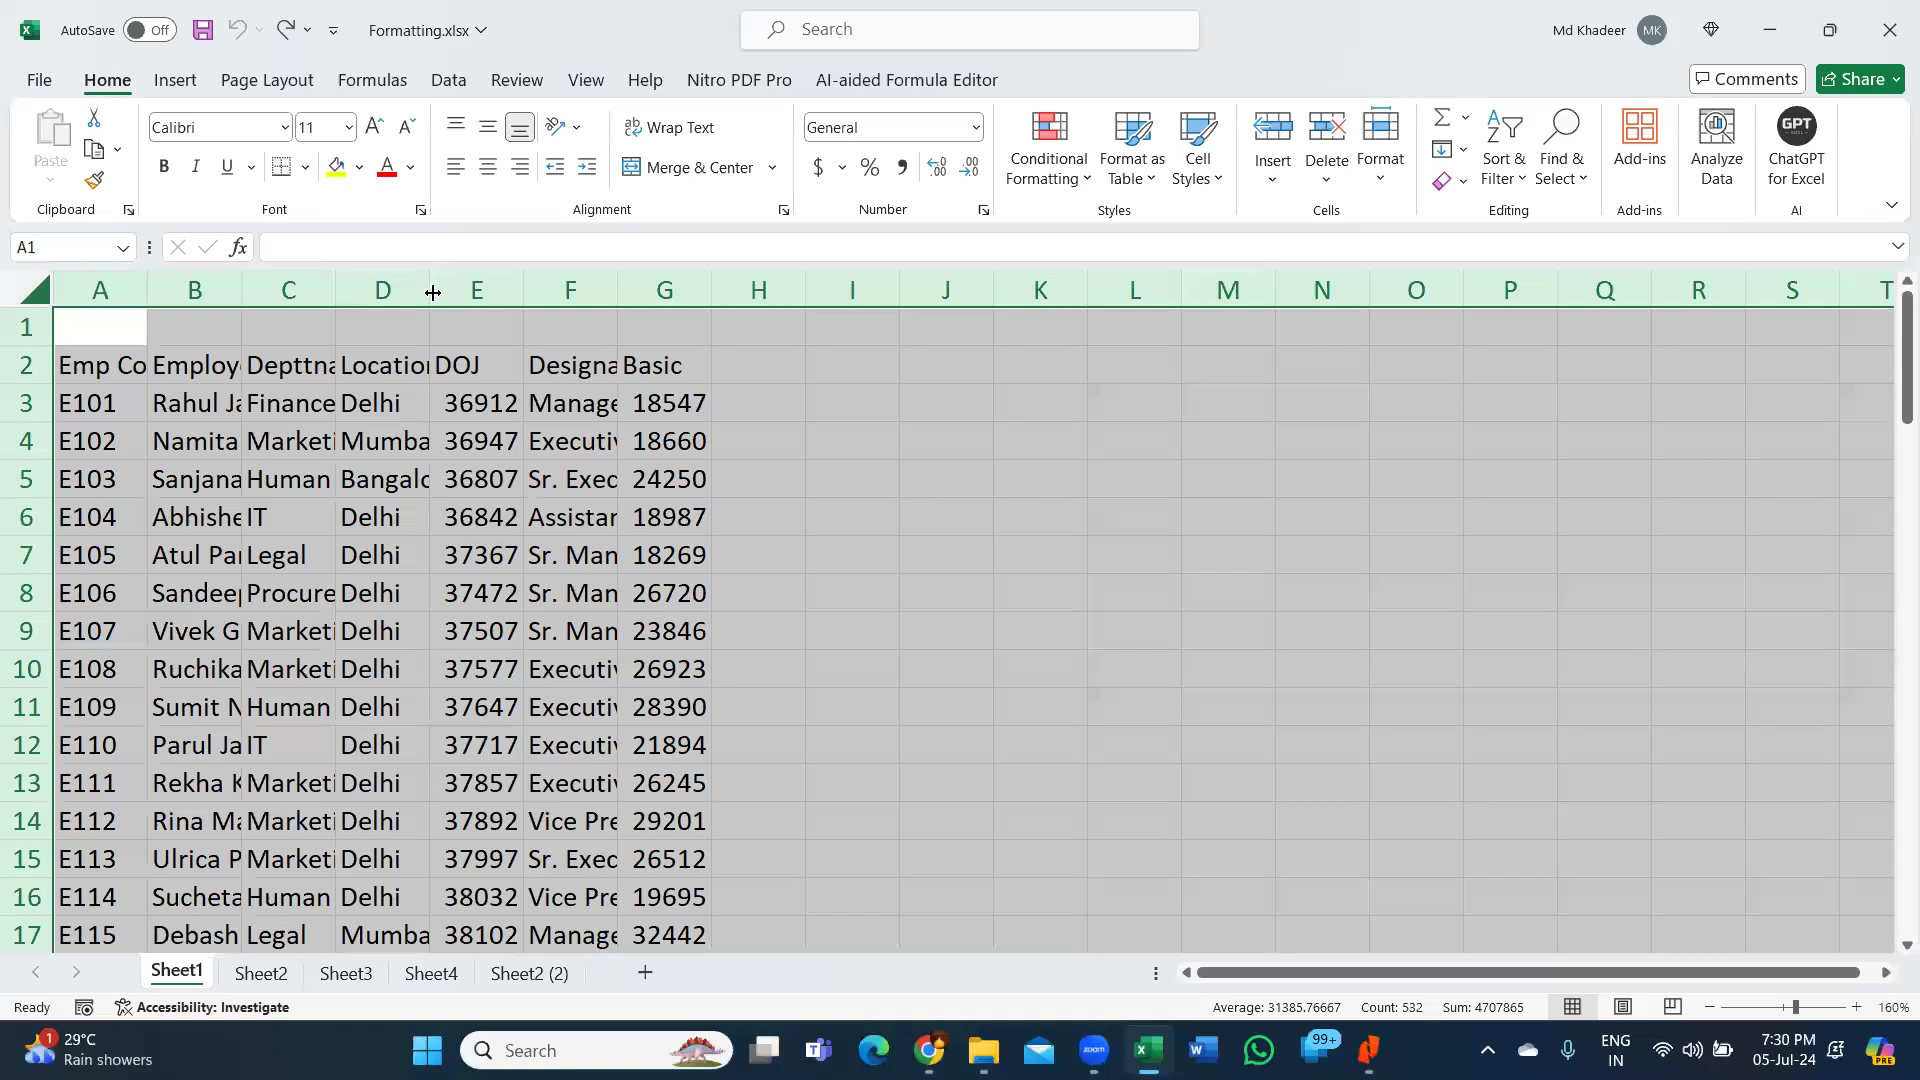 AutoSave Off Formatting.xlsx Search Md Khadeer MK
File Home Insert Page Layout Formulas Data Review View Help Nitro PDF Pro AI-aided Formula Editor Comments Share
Paste Calibri 11 Wrap Text General
B I U Merge & Center $ % , Conditional Formatting Format as Table Cell Styles Insert Delete Format Sort & Filter Find & Select Add-ins Analyze Data GPT ChatGPT for Excel
Clipboard Font Alignment Number Styles Cells Editing Add-ins AI
A1 fx
A B C D E F G H I J K L M N O P Q R S T
1
2 Emp Co Employ Depttna Location DOJ Designa Basic
3 E101 Rahul Ja Finance Delhi 36912 Manage 18547
4 E102 Namita Marketi Mumba 36947 Executiv 18660
5 E103 Sanjana Human Bangalo 36807 Sr. Exec 24250
6 E104 Abhishe IT Delhi 36842 Assistan 18987
7 E105 Atul Par Legal Delhi 37367 Sr. Man 18269
8 E106 Sandeep Procure Delhi 37472 Sr. Man 26720
9 E107 Vivek G Marketi Delhi 37507 Sr. Man 23846
10 E108 Ruchika Marketi Delhi 37577 Executiv 26923
11 E109 Sumit N Human Delhi 37647 Executiv 28390
12 E110 Parul Ja IT Delhi 37717 Executiv 21894
13 E111 Rekha K Marketi Delhi 37857 Executiv 26245
14 E112 Rina Ma Marketi Delhi 37892 Vice Pre 29201
15 E113 Ulrica P Marketi Delhi 37997 Sr. Exec 26512
16 E114 Sucheta Human Delhi 38032 Vice Pre 19695
17 E115 Debash Legal Mumba 38102 Manage 32442
Sheet1 Sheet2 Sheet3 Sheet4 Sheet2 (2)
Ready Accessibility: Investigate Average: 31385.76667 Count: 532 Sum: 4707865 160%
1 29°C Search zoom 99+ ENG 7:30 PM
Rain showers IN 05-Jul-24 PRE